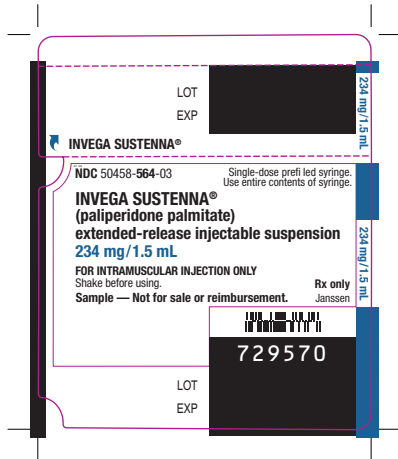 LOT
EXP
234 mg/1.5 mL
INVEGA SUSTENNA®
NDC 50458-564-03
Single-dose prefi led syringe.
Use entire contents of syringe.
INVEGA SUSTENNA®
(paliperidone palmitate)
extended-release injectable suspension
234 mg/1.5 mL
234 mg/1.5 mL
FOR INTRAMUSCULAR INJECTION ONLY
Shake before using.
Rx only
Sample — Not for sale or reimbursement.
Janssen
729570
LOT
EXP